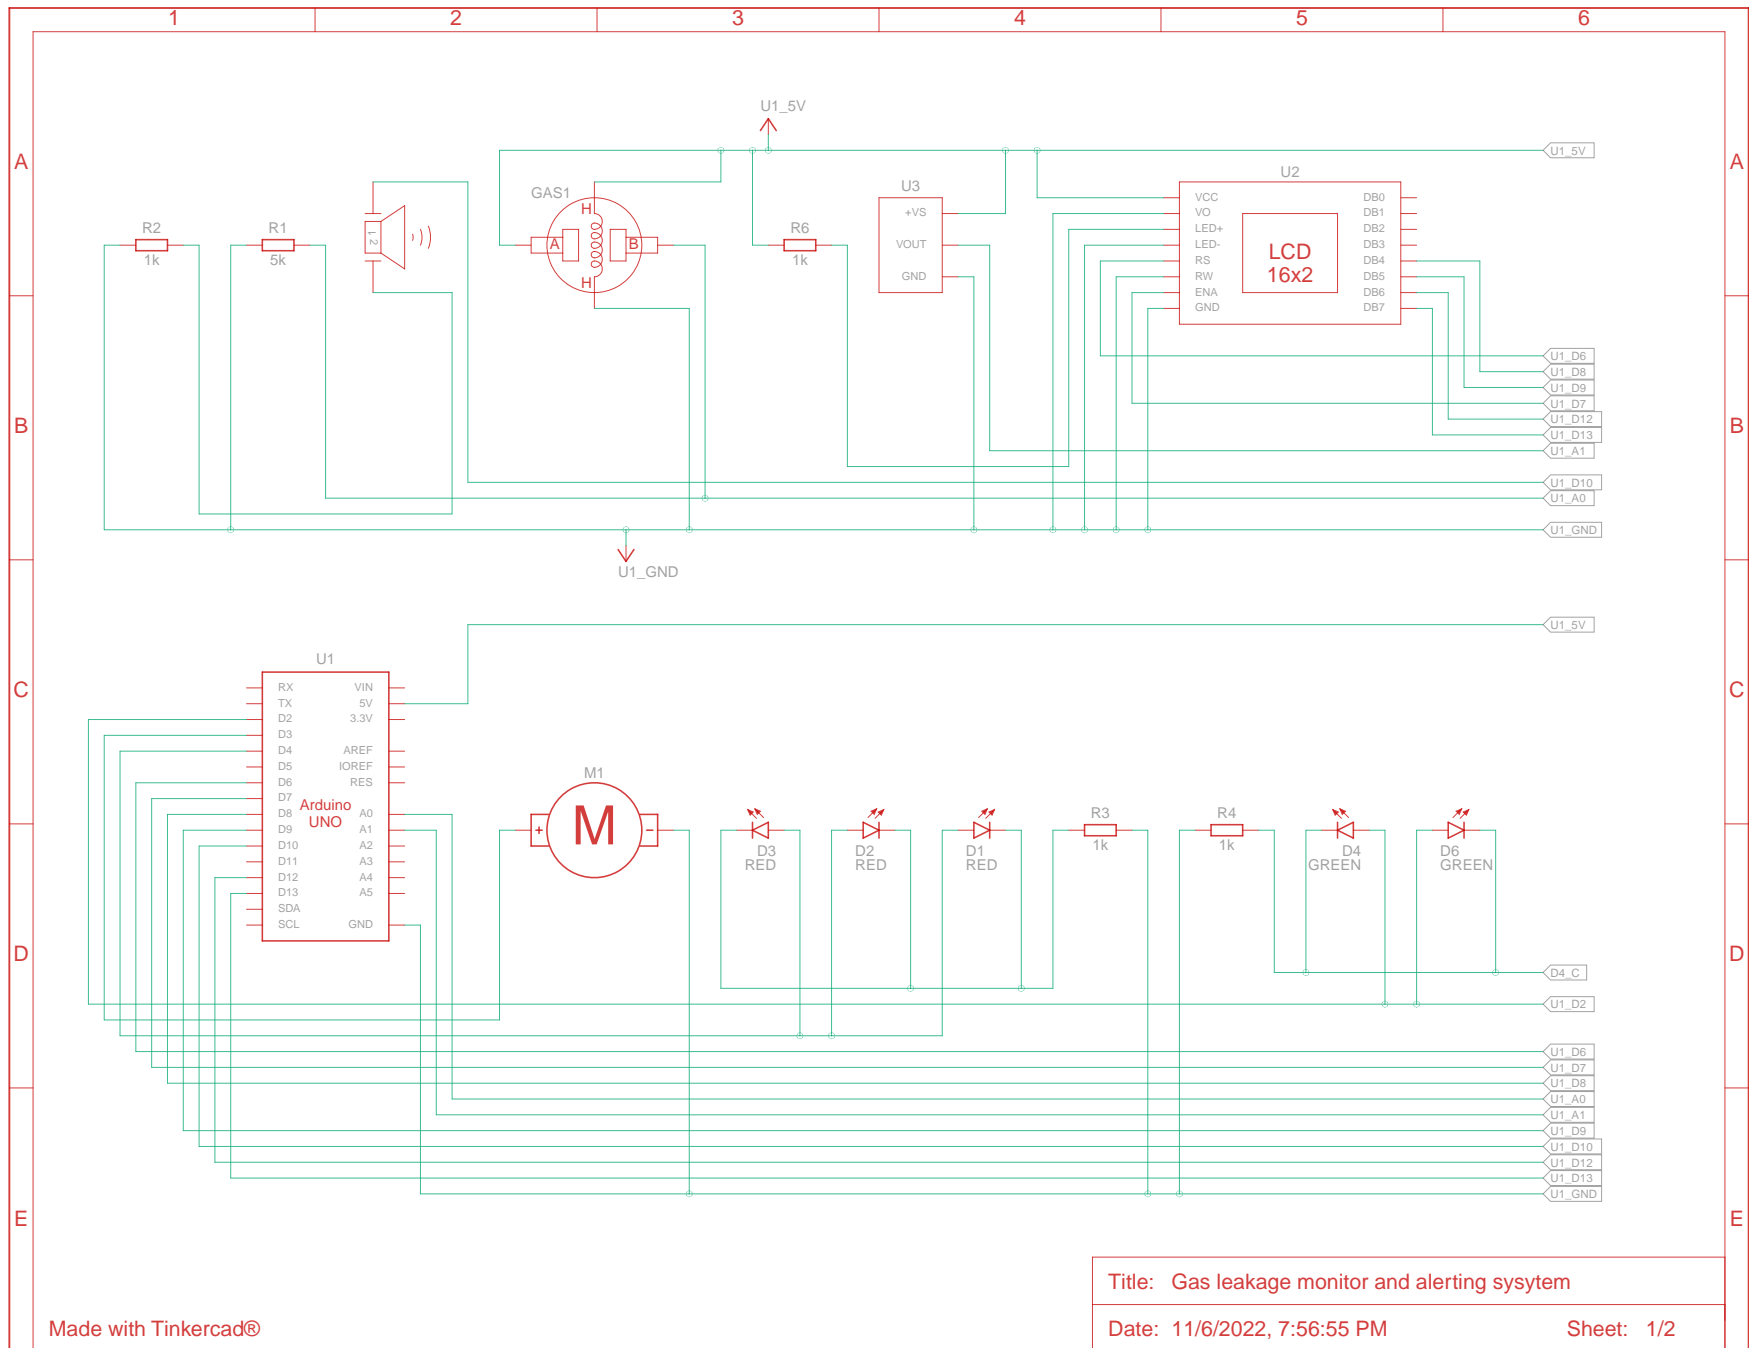 1 2 3 4 5 6
A A
B B
C C
D D
E E
U1_5V
U1_5V
GAS1
H
A
B
H
R2
1k
R1
5k
1 2
R6
1k
U3
+VS
VOUT
GND
U2
VCC
VO
LED+
LED-
RS
RW
ENA
GND
LCD
16x2
DB0
DB1
DB2
DB3
DB4
DB5
DB6
DB7
U1_D6
U1_D8
U1_D9
U1_D7
U1_D12
U1_D13
U1_A1
U1_D10
U1_A0
U1_GND
U1_GND
U1_5V
U1
RX
TX
D2
D3
D4
D5
D6
D7
D8
D9
D10
D11
D12
D13
SDA
SCL
Arduino
UNO
VIN
5V
3.3V
AREF
IOREF
RES
A0
A1
A2
A3
A4
A5
GND
M1
+
M
-
D3
RED
D2
RED
D1
RED
R3
1k
R4
1k
D4
GREEN
D6
GREEN
D4_C
U1_D2
U1_D6
U1_D7
U1_D8
U1_A0
U1_A1
U1_D9
U1_D10
U1_D12
U1_D13
U1_GND
Title: Gas leakage monitor and alerting sysytem
Made with Tinkercad®
Date: 11/6/2022, 7:56:55 PM Sheet: 1/2